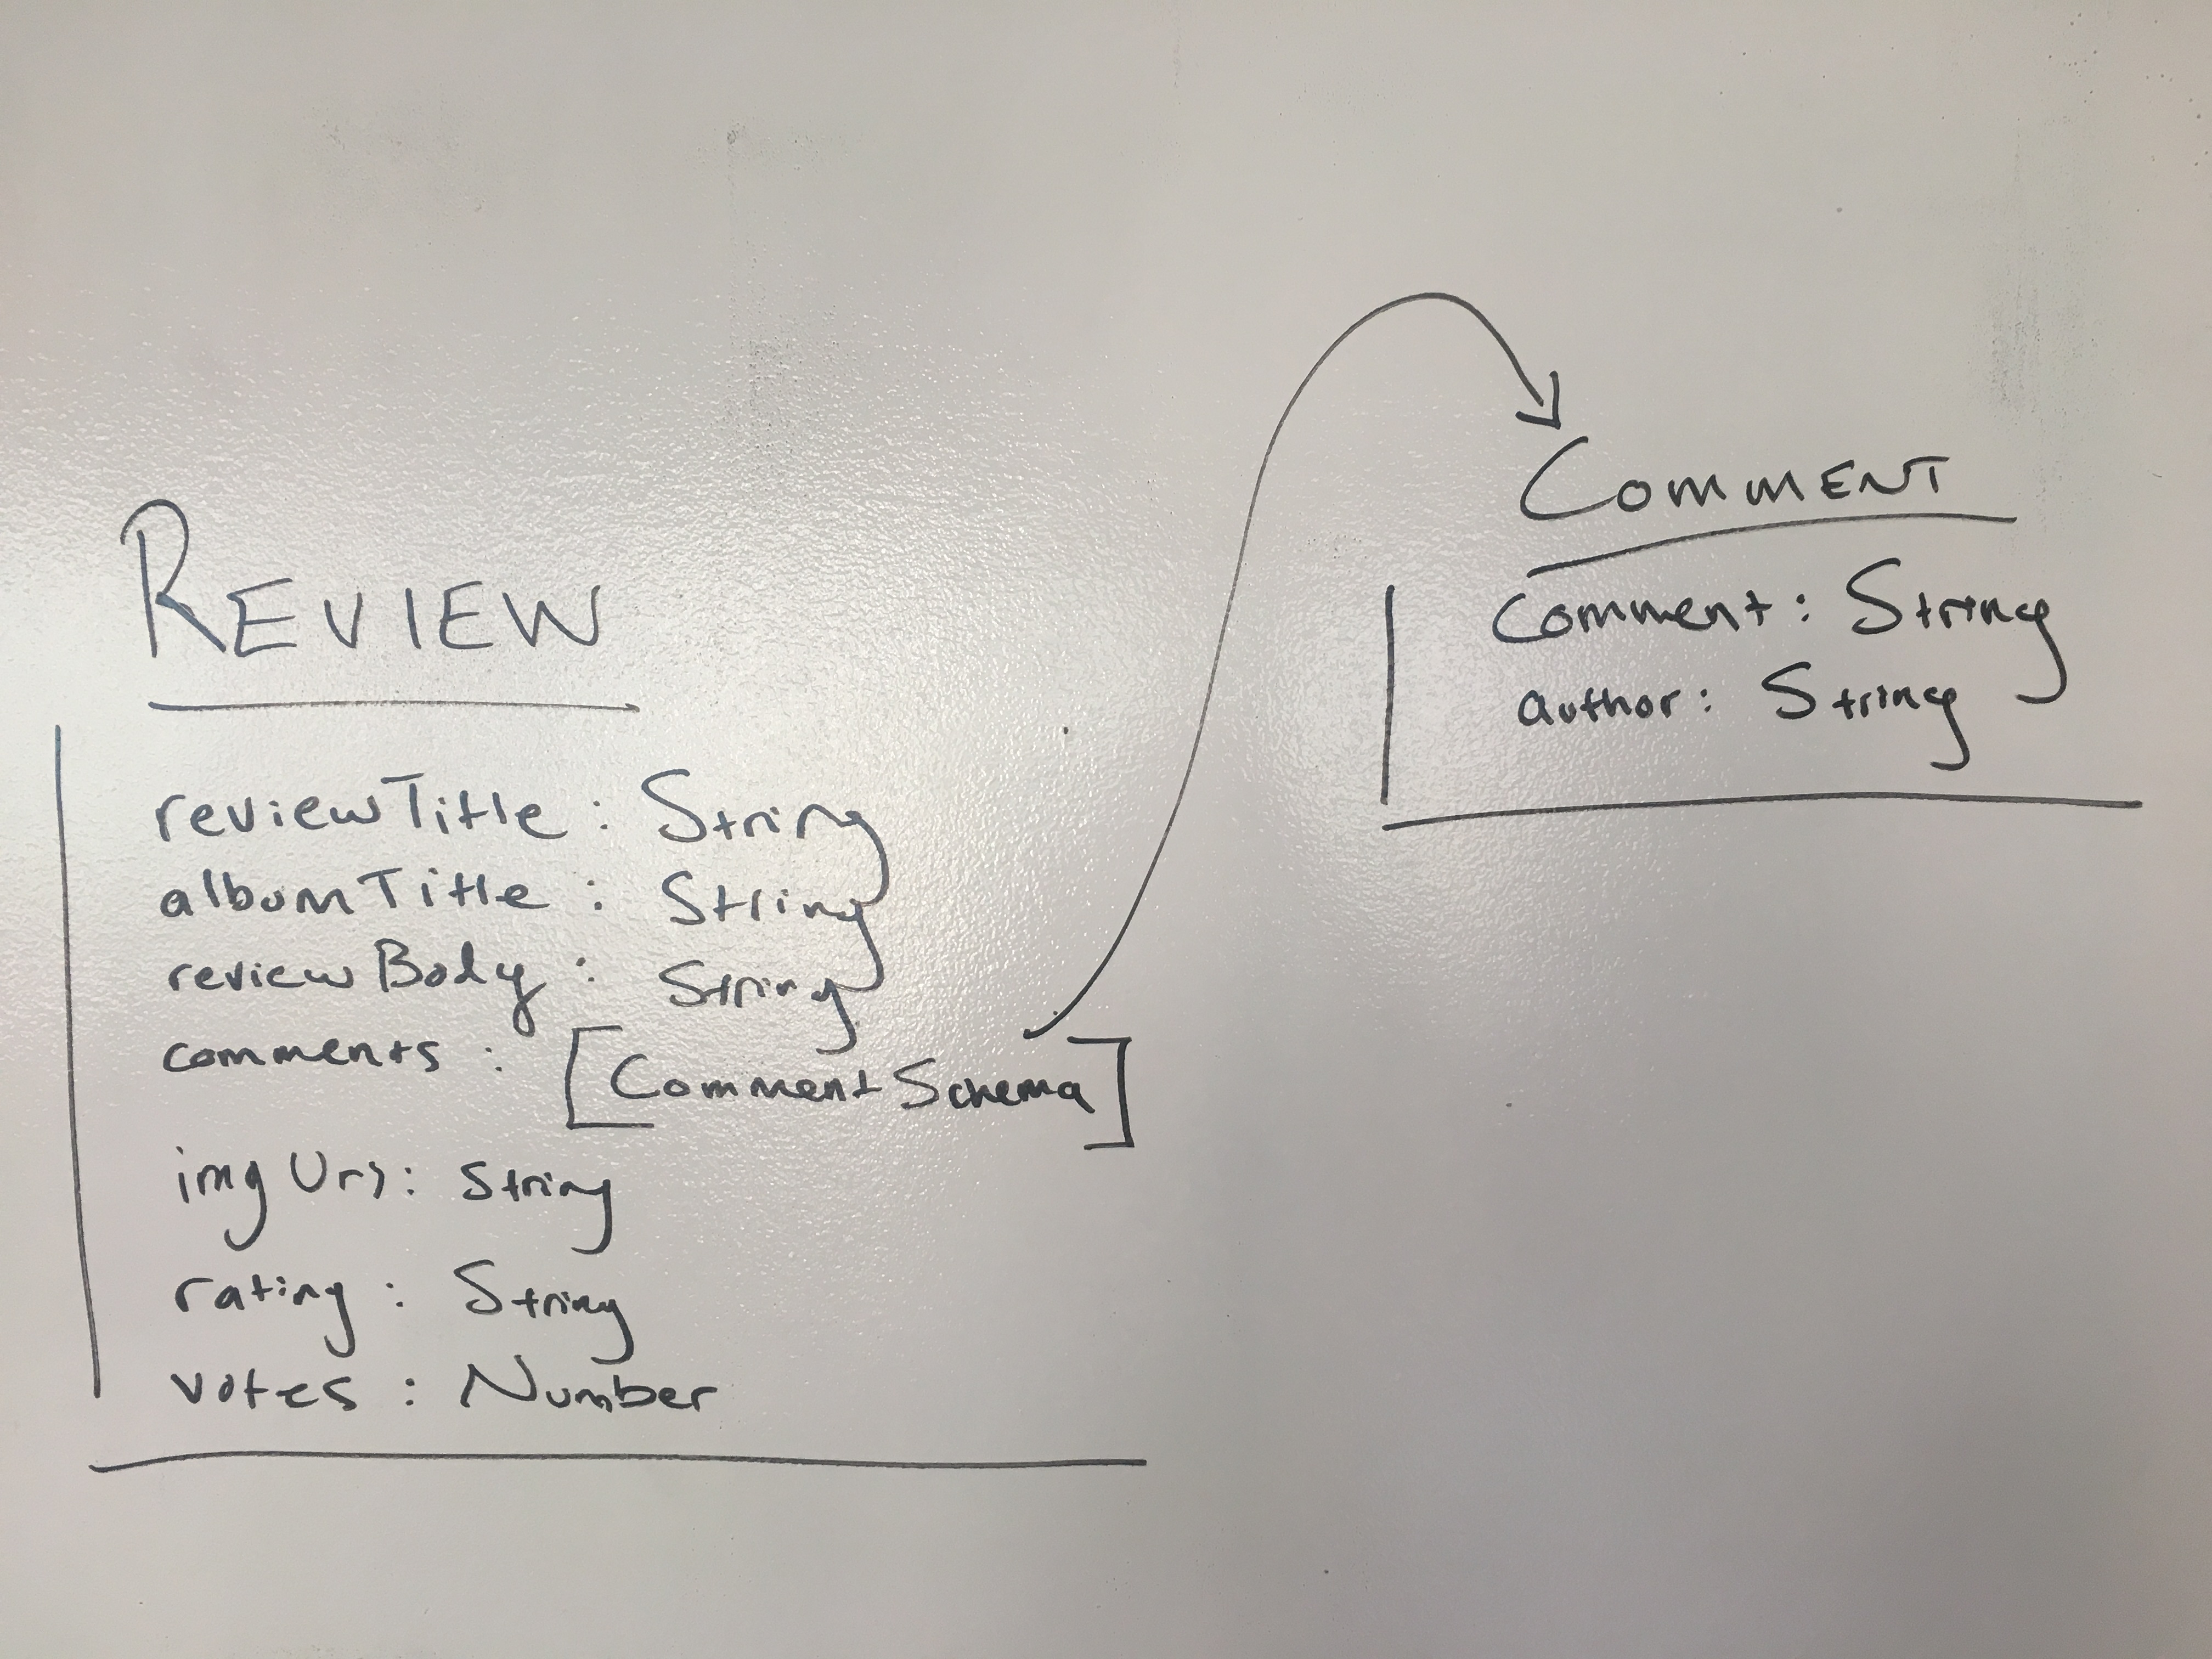 REVIEW
reviewTitle : String
albumTitle : String
reviewBody : String
comments : [CommentSchema]
imgUrl : String
rating : String
votes : Number
COMMENT
comment : String
author : String